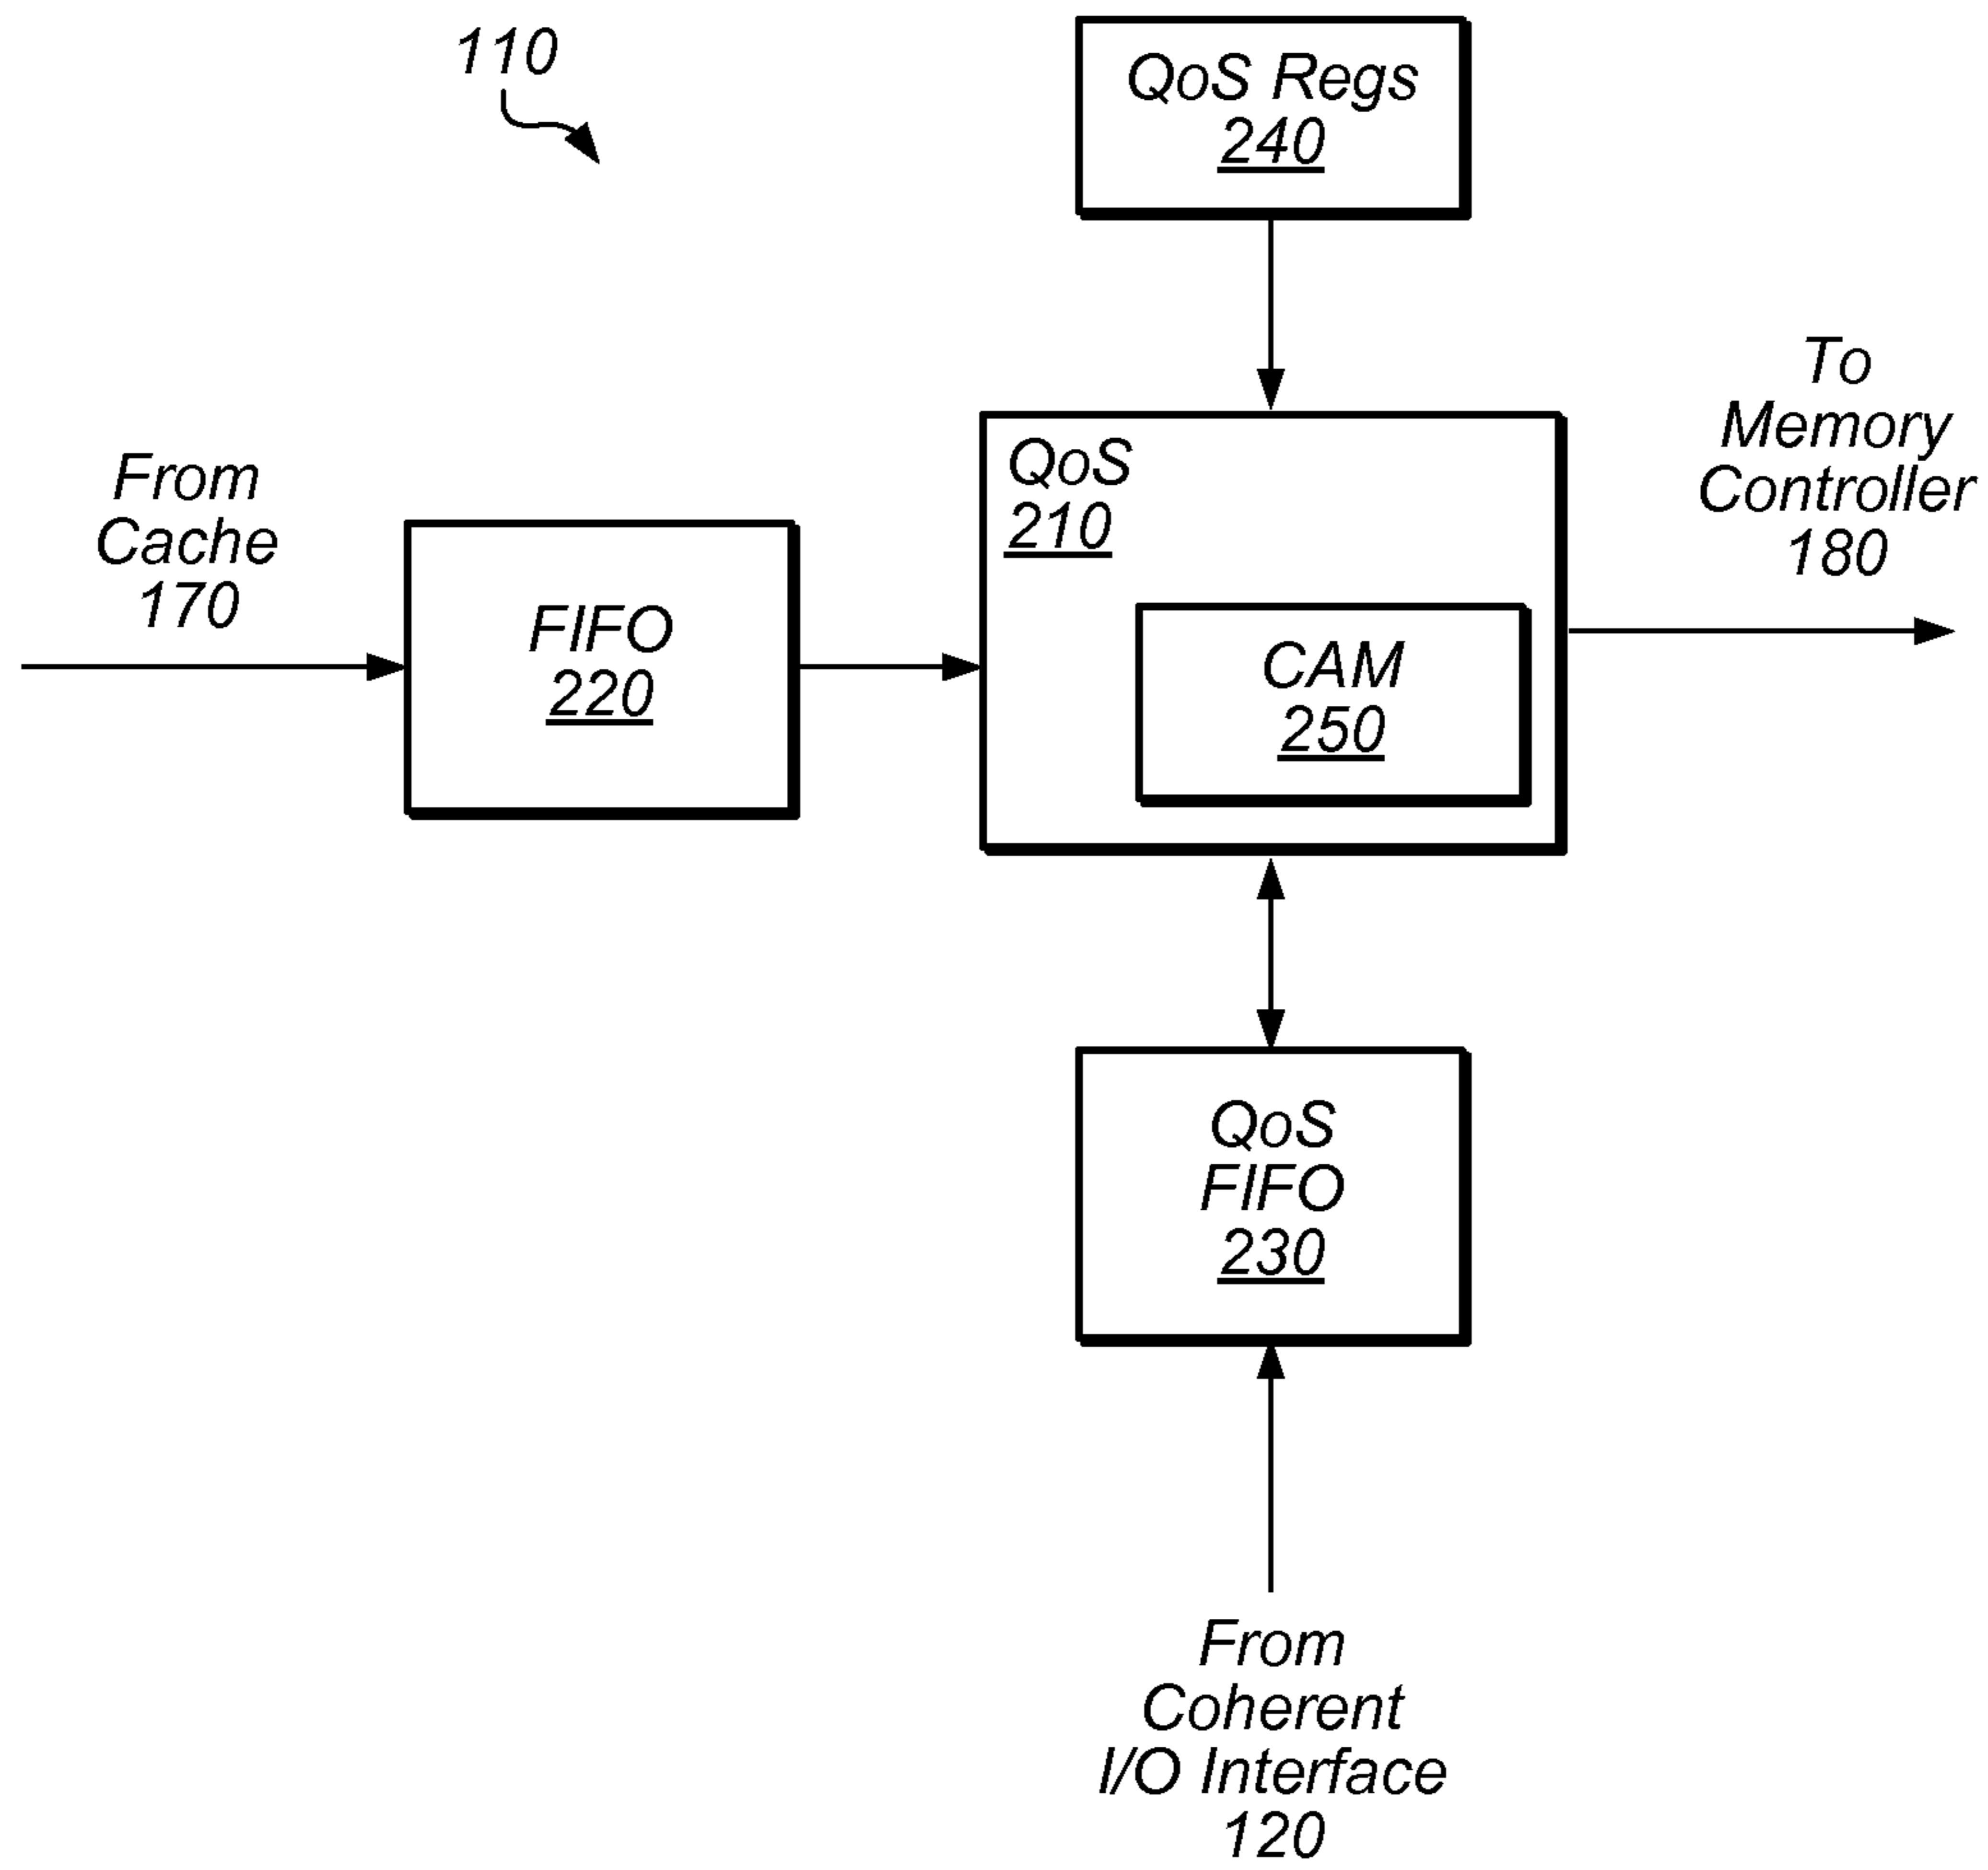 110
QoS Regs
240
To
Memory
Controller
180
QoS
210
From
Cache
170
FIFO
220
CAM
250
QoS
FIFO
230
From
Coherent
I/O Interface
120